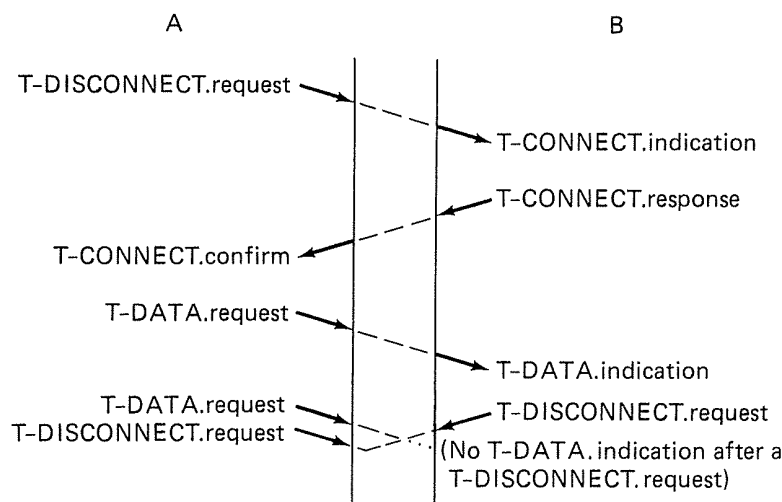 A
B
T-DISCONNECT.request
T-CONNECT.indication
T-CONNECT.response
T-CONNECT.confirm
T-DATA.request
T-DATA.indication
T-DATA.request
T-DISCONNECT.request
T-DISCONNECT.request
(No T-DATA. indication after a
T-DISCONNECT. request)